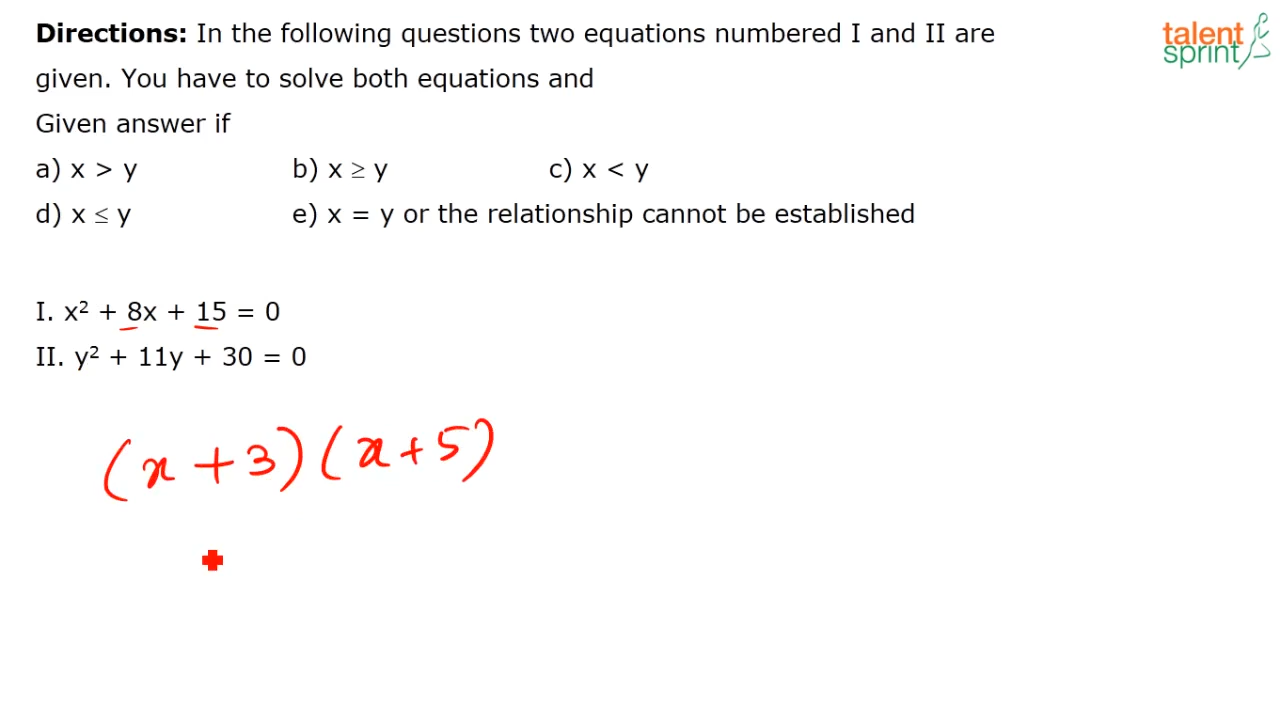 Directions: In the following questions two equations numbered I and II are
given. You have to solve both equations and
Given answer if
a) x > y b) x ≥ y c) x < y
d) x ≤ y e) x = y or the relationship cannot be established
I. x² + 8x + 15 = 0
II. y² + 11y + 30 = 0
(x + 3) (x + 5)
talent
sprint